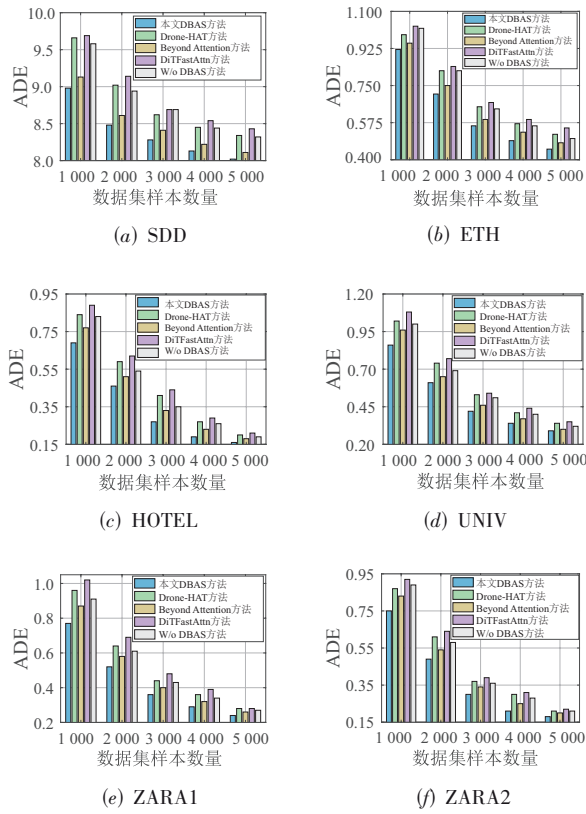 10.0
9.5
9.0
8.5
8.0
ADE
本文DBAS方法
Drone-HAT方法
Beyond Attention方法
DiTFastAttn方法
W/o DBAS方法
1 000 2 000 3 000 4 000 5 000
数据集样本数量
(a) SDD
1.100
0.925
0.750
0.575
0.400
ADE
本文DBAS方法
Drone-HAT方法
Beyond Attention方法
DiTFastAttn方法
W/o DBAS方法
1 000 2 000 3 000 4 000 5 000
数据集样本数量
(b) ETH
0.95
0.75
0.55
0.35
0.15
ADE
本文DBAS方法
Drone-HAT方法
Beyond Attention方法
DiTFastAttn方法
W/o DBAS方法
1 000 2 000 3 000 4 000 5 000
数据集样本数量
(c) HOTEL
1.20
0.95
0.70
0.45
0.20
ADE
本文DBAS方法
Drone-HAT方法
Beyond Attention方法
DiTFastAttn方法
W/o DBAS方法
1 000 2 000 3 000 4 000 5 000
数据集样本数量
(d) UNIV
1.0
0.8
0.6
0.4
0.2
ADE
本文DBAS方法
Drone-HAT方法
Beyond Attention方法
DiTFastAttn方法
W/o DBAS方法
1 000 2 000 3 000 4 000 5 000
数据集样本数量
(e) ZARA1
0.95
0.75
0.55
0.35
0.15
ADE
本文DBAS方法
Drone-HAT方法
Beyond Attention方法
DiTFastAttn方法
W/o DBAS方法
1 000 2 000 3 000 4 000 5 000
数据集样本数量
(f) ZARA2